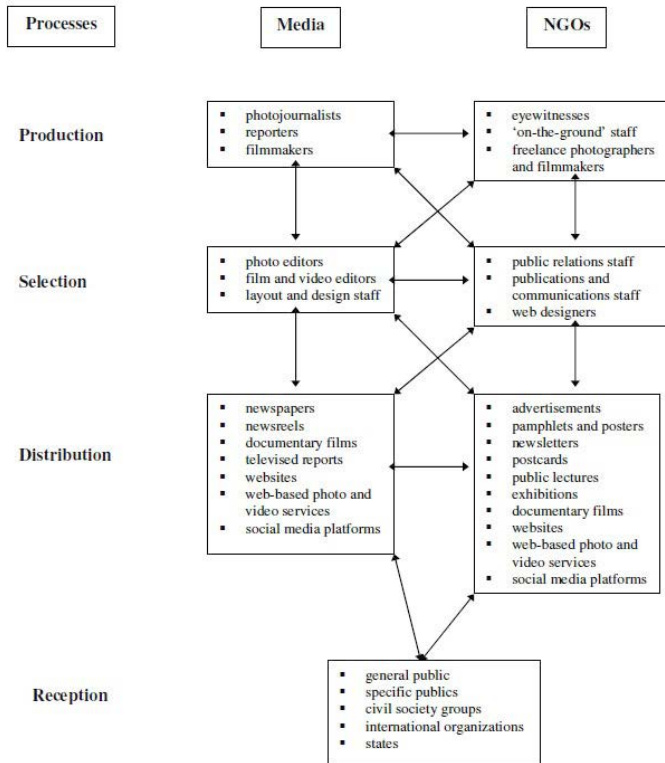 Processes
Media
NGOs
Production
▪ photojournalists
▪ reporters
▪ filmmakers
▪ eyewitnesses
▪ ‘on-the-ground’ staff
▪ freelance photographers
and filmmakers
Selection
▪ photo editors
▪ film and video editors
▪ layout and design staff
▪ public relations staff
▪ publications and
communications staff
▪ web designers
Distribution
▪ newspapers
▪ newsreels
▪ documentary films
▪ televised reports
▪ websites
▪ web-based photo and
video services
▪ social media platforms
▪ advertisements
▪ pamphlets and posters
▪ newsletters
▪ postcards
▪ public lectures
▪ exhibitions
▪ documentary films
▪ websites
▪ web-based photo and
video services
▪ social media platforms
Reception
▪ general public
▪ specific publics
▪ civil society groups
▪ international organizations
▪ states